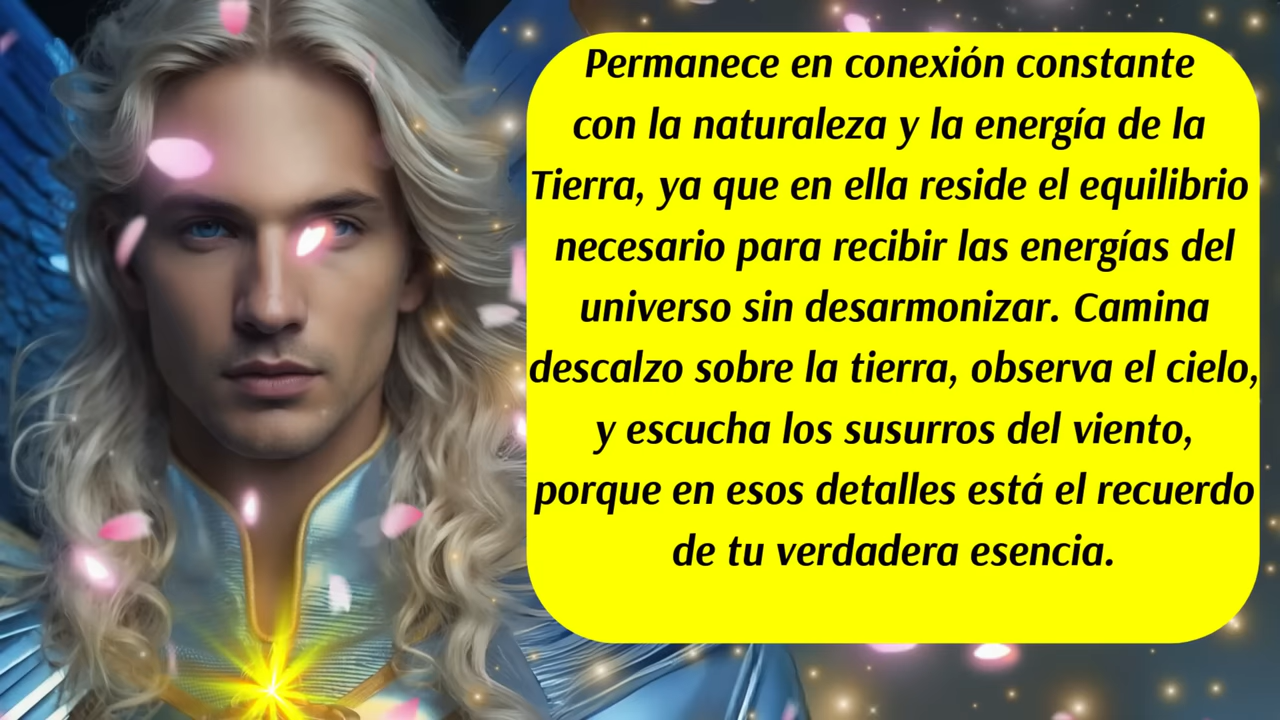 Permanece en conexión constante
con la naturaleza y la energía de la
Tierra, ya que en ella reside el equilibrio
necesario para recibir las energías del
universo sin desarmonizar. Camina
descalzo sobre la tierra, observa el cielo,
y escucha los susurros del viento,
porque en esos detalles está el recuerdo
de tu verdadera esencia.